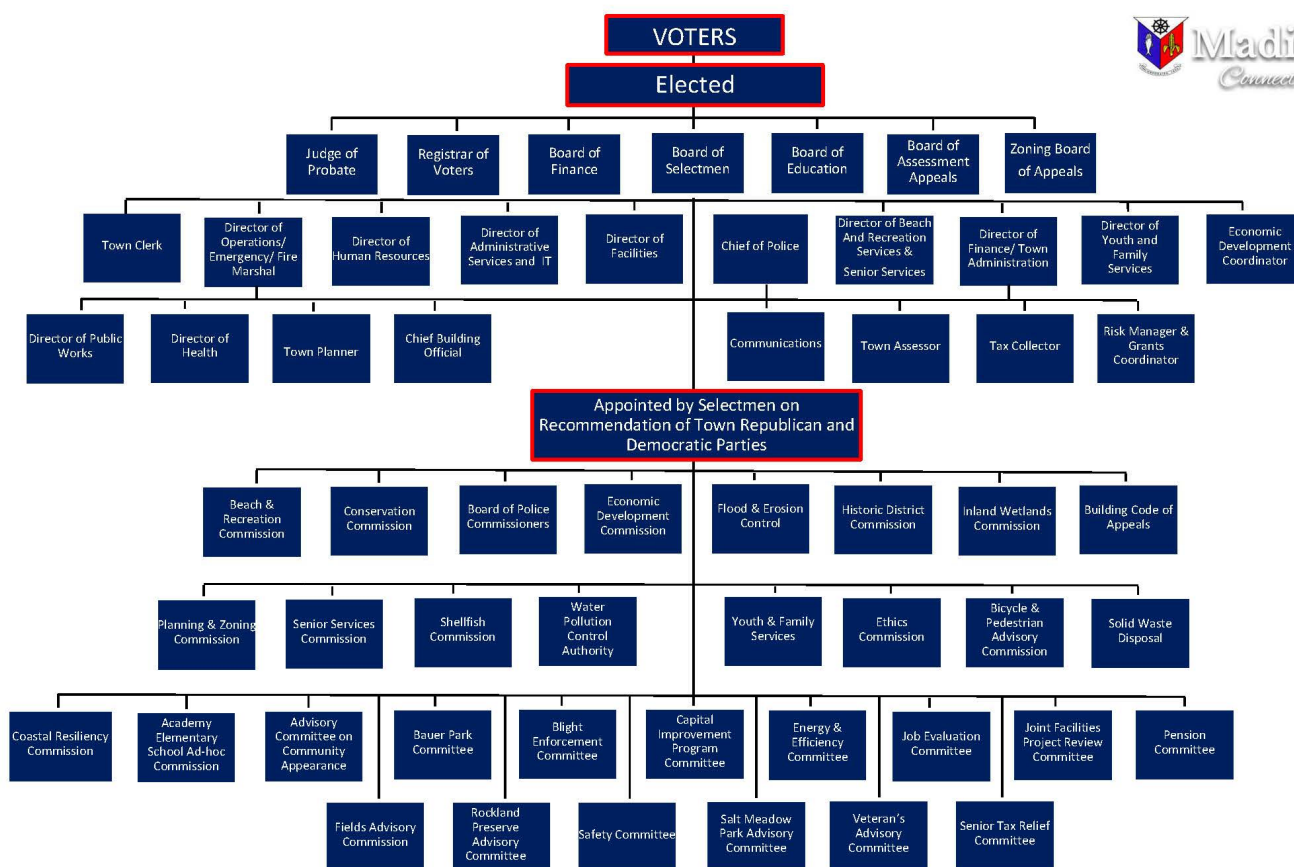 VOTERS
Madi
Connec
Elected
Judge of
Probate
Registrar of
Voters
Board of
Finance
Board of
Selectmen
Board of
Education
Board of
Assessment
Appeals
Zoning Board
of Appeals
Town Clerk
Director of
Operations/
Emergency/ Fire
Marshal
Director of
Human Resources
Director of
Administrative
Services and IT
Director of
Facilities
Chief of Police
Director of Beach
And Recreation
Services &
Senior Services
Director of
Finance/ Town
Administration
Director of
Youth and
Family
Services
Economic
Development
Coordinator
Director of Public
Works
Director of
Health
Town Planner
Chief Building
Official
Communications
Town Assessor
Tax Collector
Risk Manager &
Grants
Coordinator
Appointed by Selectmen on
Recommendation of Town Republican and
Democratic Parties
Beach &
Recreation
Commission
Conservation
Commission
Board of Police
Commissioners
Economic
Development
Commission
Flood & Erosion
Control
Historic District
Commission
Inland Wetlands
Commission
Building Code of
Appeals
Planning & Zoning
Commission
Senior Services
Commission
Shellfish
Commission
Water
Pollution
Control
Authority
Youth & Family
Services
Ethics
Commission
Bicycle &
Pedestrian
Advisory
Commission
Solid Waste
Disposal
Coastal Resiliency
Commission
Academy
Elementary
School Ad-hoc
Commission
Advisory
Committee on
Community
Appearance
Bauer Park
Committee
Blight
Enforcement
Committee
Capital
Improvement
Program
Committee
Energy &
Efficiency
Committee
Job Evaluation
Committee
Joint Facilities
Project Review
Committee
Pension
Committee
Fields Advisory
Commission
Rockland
Preserve
Advisory
Committee
Safety Committee
Salt Meadow
Park Advisory
Committee
Veteran's
Advisory
Committee
Senior Tax Relief
Committee